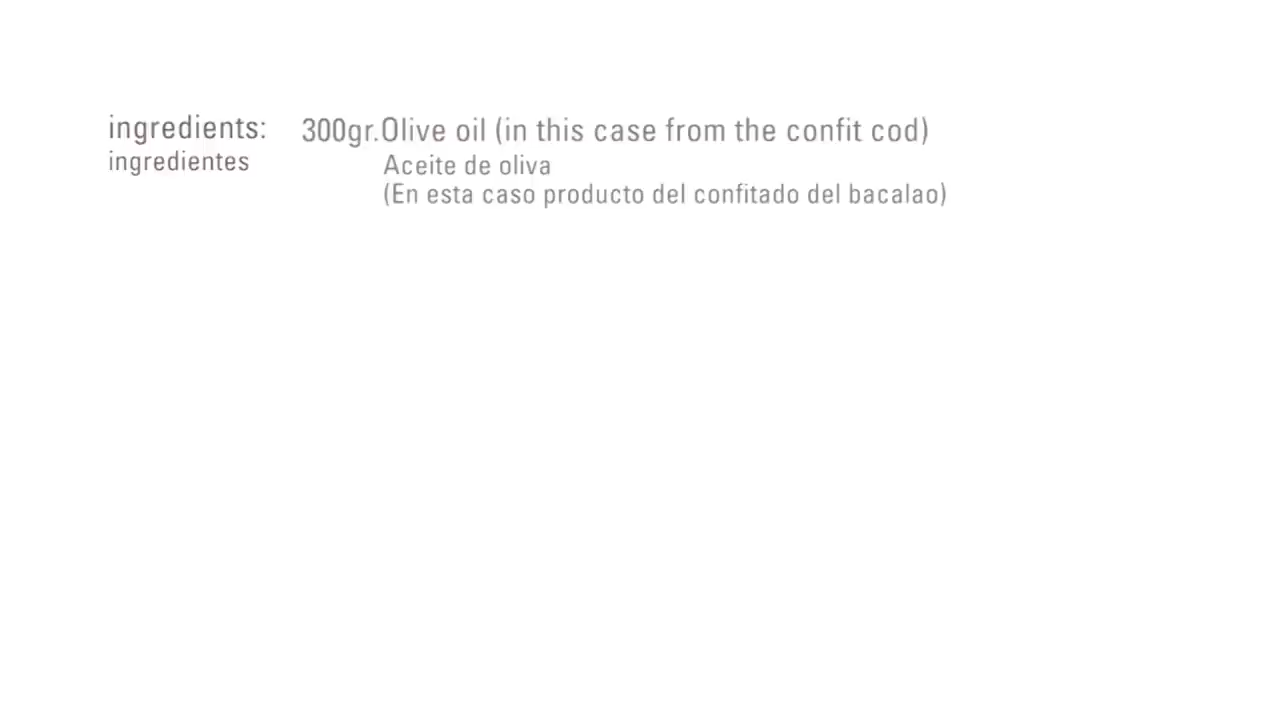 ingredients: 300gr.Olive oil (in this case from the confit cod)
ingredientes Aceite de oliva
(En esta caso producto del confitado del bacalao)